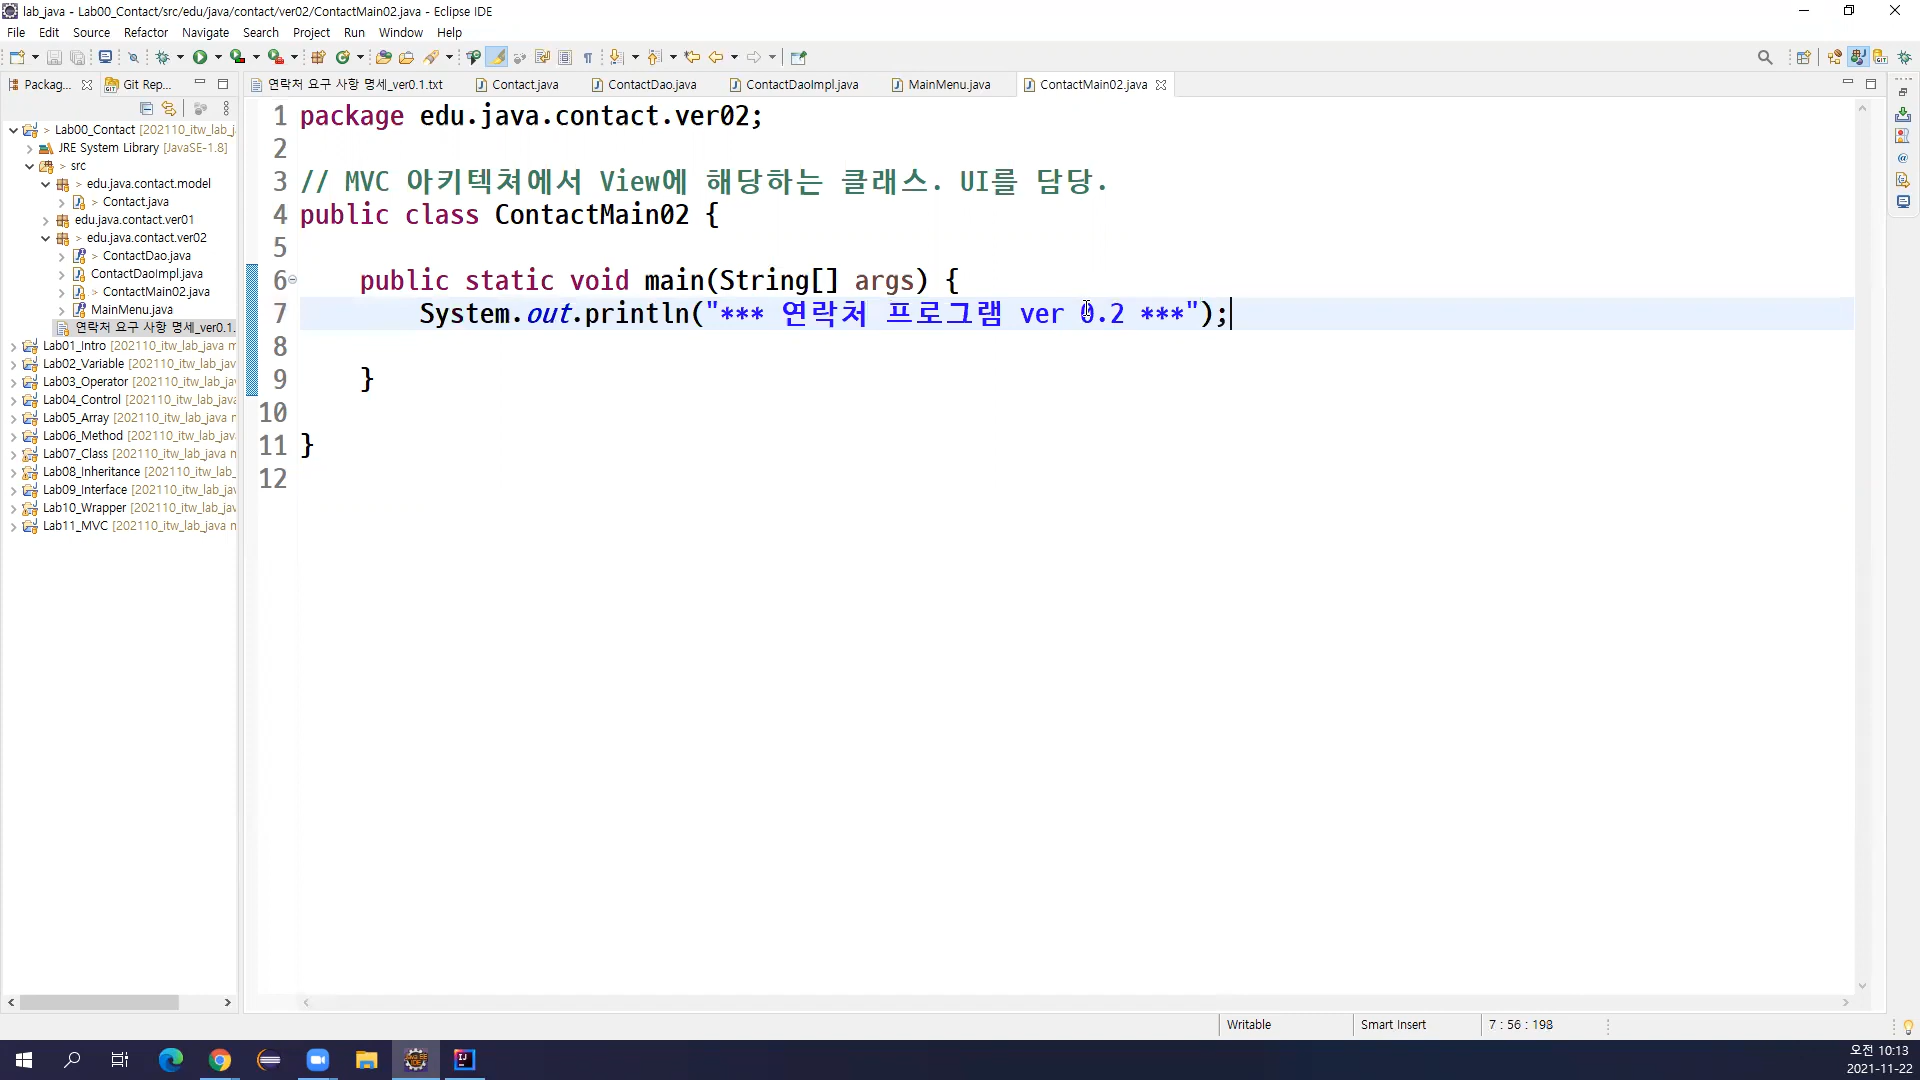 lab_java - Lab00_Contact/src/edu/java/contact/ver02/ContactMain02.java - Eclipse IDE
File Edit Source Refactor Navigate Search Project Run Window Help
Packag... Git Rep... 연락처 요구 사항 명세_ver0.1.txt Contact.java ContactDao.java ContactDaoImpl.java MainMenu.java ContactMain02.java
> Lab00_Contact [202110_itw_lab_j
JRE System Library [JavaSE-1.8]
> src
> edu.java.contact.model
> Contact.java
edu.java.contact.ver01
> edu.java.contact.ver02
> ContactDao.java
ContactDaoImpl.java
> ContactMain02.java
MainMenu.java
연락처 요구 사항 명세_ver0.1.
Lab01_Intro [202110_itw_lab_java m
Lab02_Variable [202110_itw_lab_jav
Lab03_Operator [202110_itw_lab_jav
Lab04_Control [202110_itw_lab_java
Lab05_Array [202110_itw_lab_java m
Lab06_Method [202110_itw_lab_java
Lab07_Class [202110_itw_lab_java m
Lab08_Inheritance [202110_itw_lab_
Lab09_Interface [202110_itw_lab_jav
Lab10_Wrapper [202110_itw_lab_jav
Lab11_MVC [202110_itw_lab_java m
1 package edu.java.contact.ver02;
2
3 // MVC 아키텍쳐에서 View에 해당하는 클래스. UI를 담당.
4 public class ContactMain02 {
5
6 public static void main(String[] args) {
7 System.out.println("*** 연락처 프로그램 ver 0.2 ***");
8
9 }
10
11 }
12
Writable Smart Insert 7 : 56 : 198
오전 10:13
2021-11-22